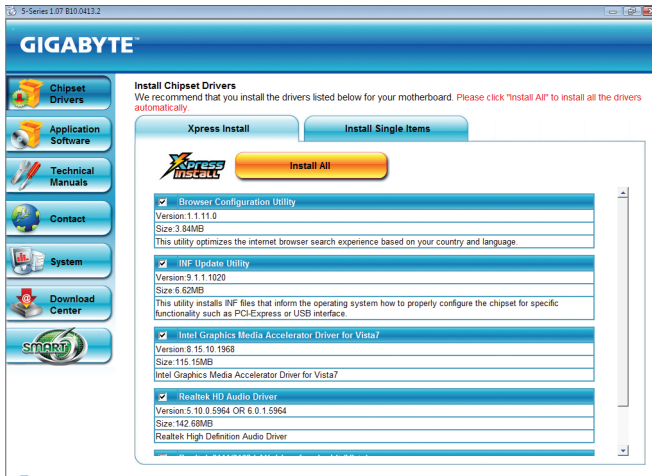 5-Series 1.07 B10.0413.2
GIGABYTE™
Chipset
Drivers
Application
Software
Technical
Manuals
Contact
System
Download
Center
SMART
Install Chipset Drivers
We recommend that you install the drivers listed below for your motherboard. Please click "Install All" to install all the drivers
automatically.
Xpress Install
Install Single Items
Xpress
Install
Install All
Browser Configuration Utility
Version:1.1.11.0
Size:3.84MB
This utility optimizes the internet browser search experience based on your country and language.
INF Update Utility
Version:9.1.1.1020
Size:6.62MB
This utility installs INF files that inform the operating system how to properly configure the chipset for specific
functionality such as PCI-Express or USB interface.
Intel Graphics Media Accelerator Driver for Vista7
Version:8.15.10.1968
Size:115.15MB
Intel Graphics Media Accelerator Driver for Vista7
Realtek HD Audio Driver
Version:5.10.0.5964 OR 6.0.1.5964
Size:142.68MB
Realtek High Definition Audio Driver